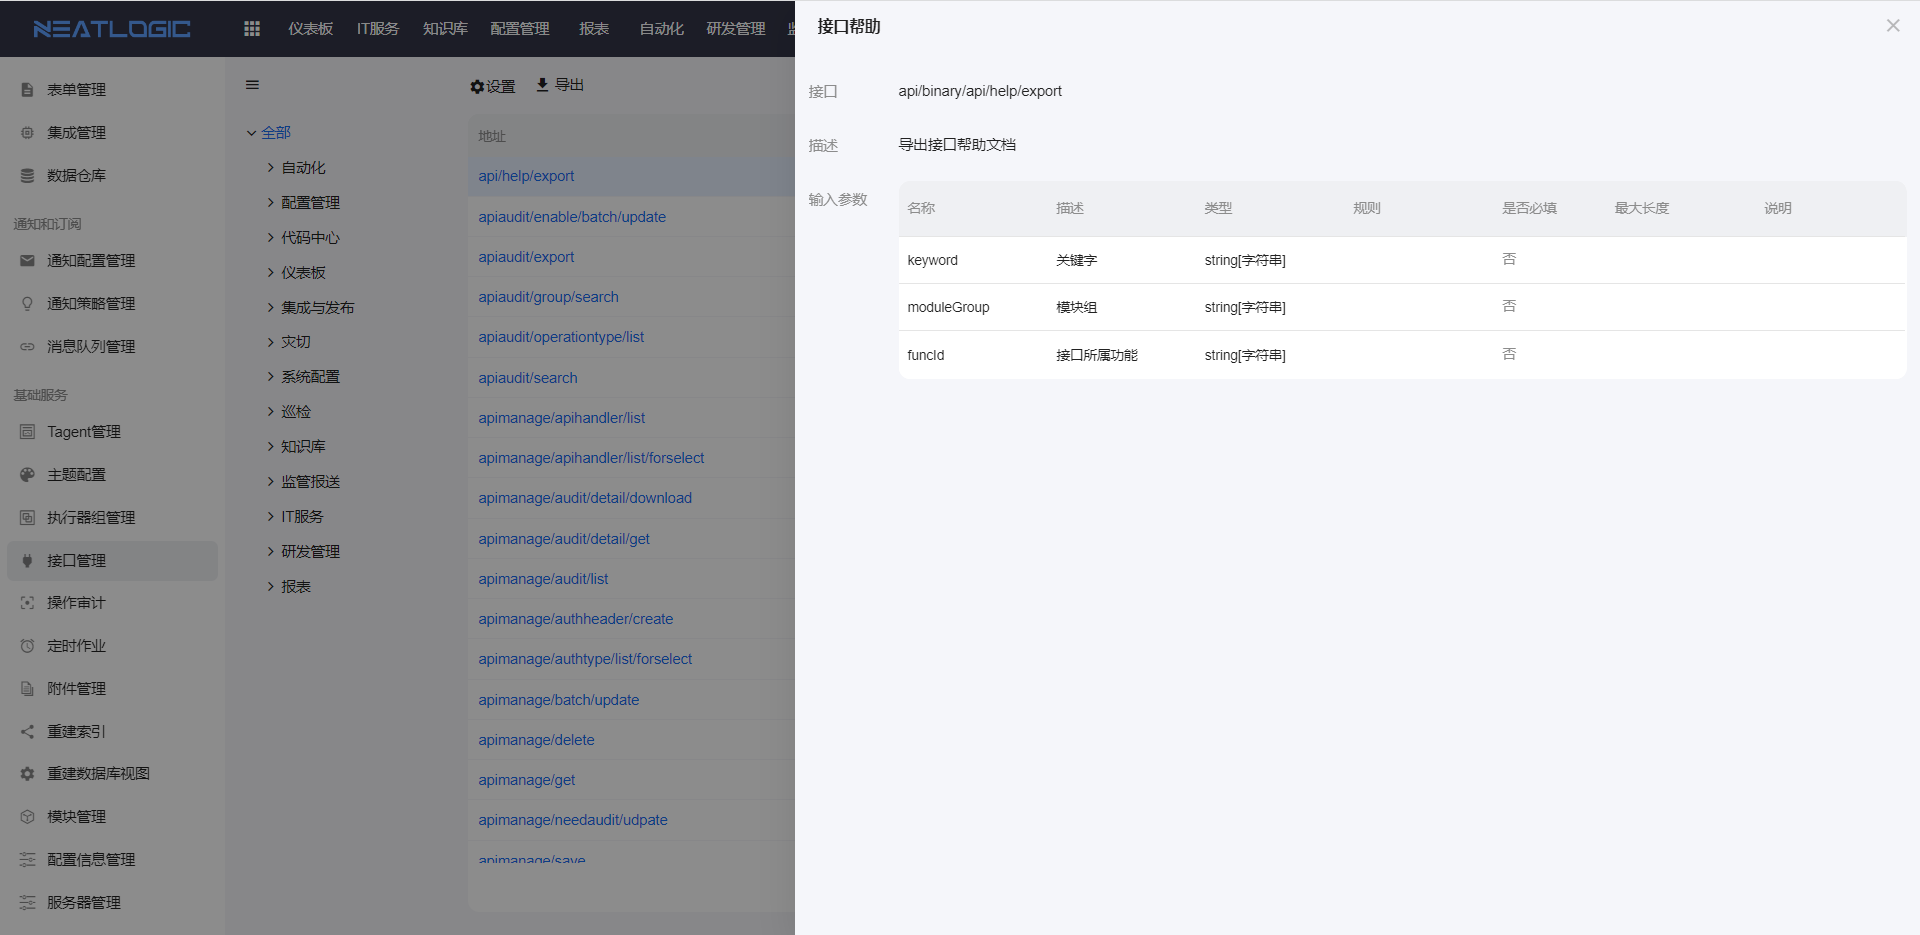 NEATLOGIC
仪表板
IT服务
知识库
配置管理
报表
自动化
研发管理
表单管理
集成管理
数据仓库
通知和订阅
通知配置管理
通知策略管理
消息队列管理
基础服务
Tagent管理
主题配置
执行器组管理
接口管理
操作审计
定时作业
附件管理
重建索引
重建数据库视图
模块管理
配置信息管理
服务器管理
全部
自动化
配置管理
代码中心
仪表板
集成与发布
灾切
系统配置
巡检
知识库
监管报送
IT服务
研发管理
报表
设置
导出
地址
api/help/export
apiaudit/enable/batch/update
apiaudit/export
apiaudit/group/search
apiaudit/operationtype/list
apiaudit/search
apimanage/apihandler/list
apimanage/apihandler/list/forselect
apimanage/audit/detail/download
apimanage/audit/detail/get
apimanage/audit/list
apimanage/authheader/create
apimanage/authtype/list/forselect
apimanage/batch/update
apimanage/delete
apimanage/get
apimanage/needaudit/udpate
apimanage/save
接口帮助
接口 api/binary/api/help/export
描述 导出接口帮助文档
输入参数
名称 描述 类型 规则 是否必填 最大长度 说明
keyword 关键字 string[字符串] 否
moduleGroup 模块组 string[字符串] 否
funcId 接口所属功能 string[字符串] 否